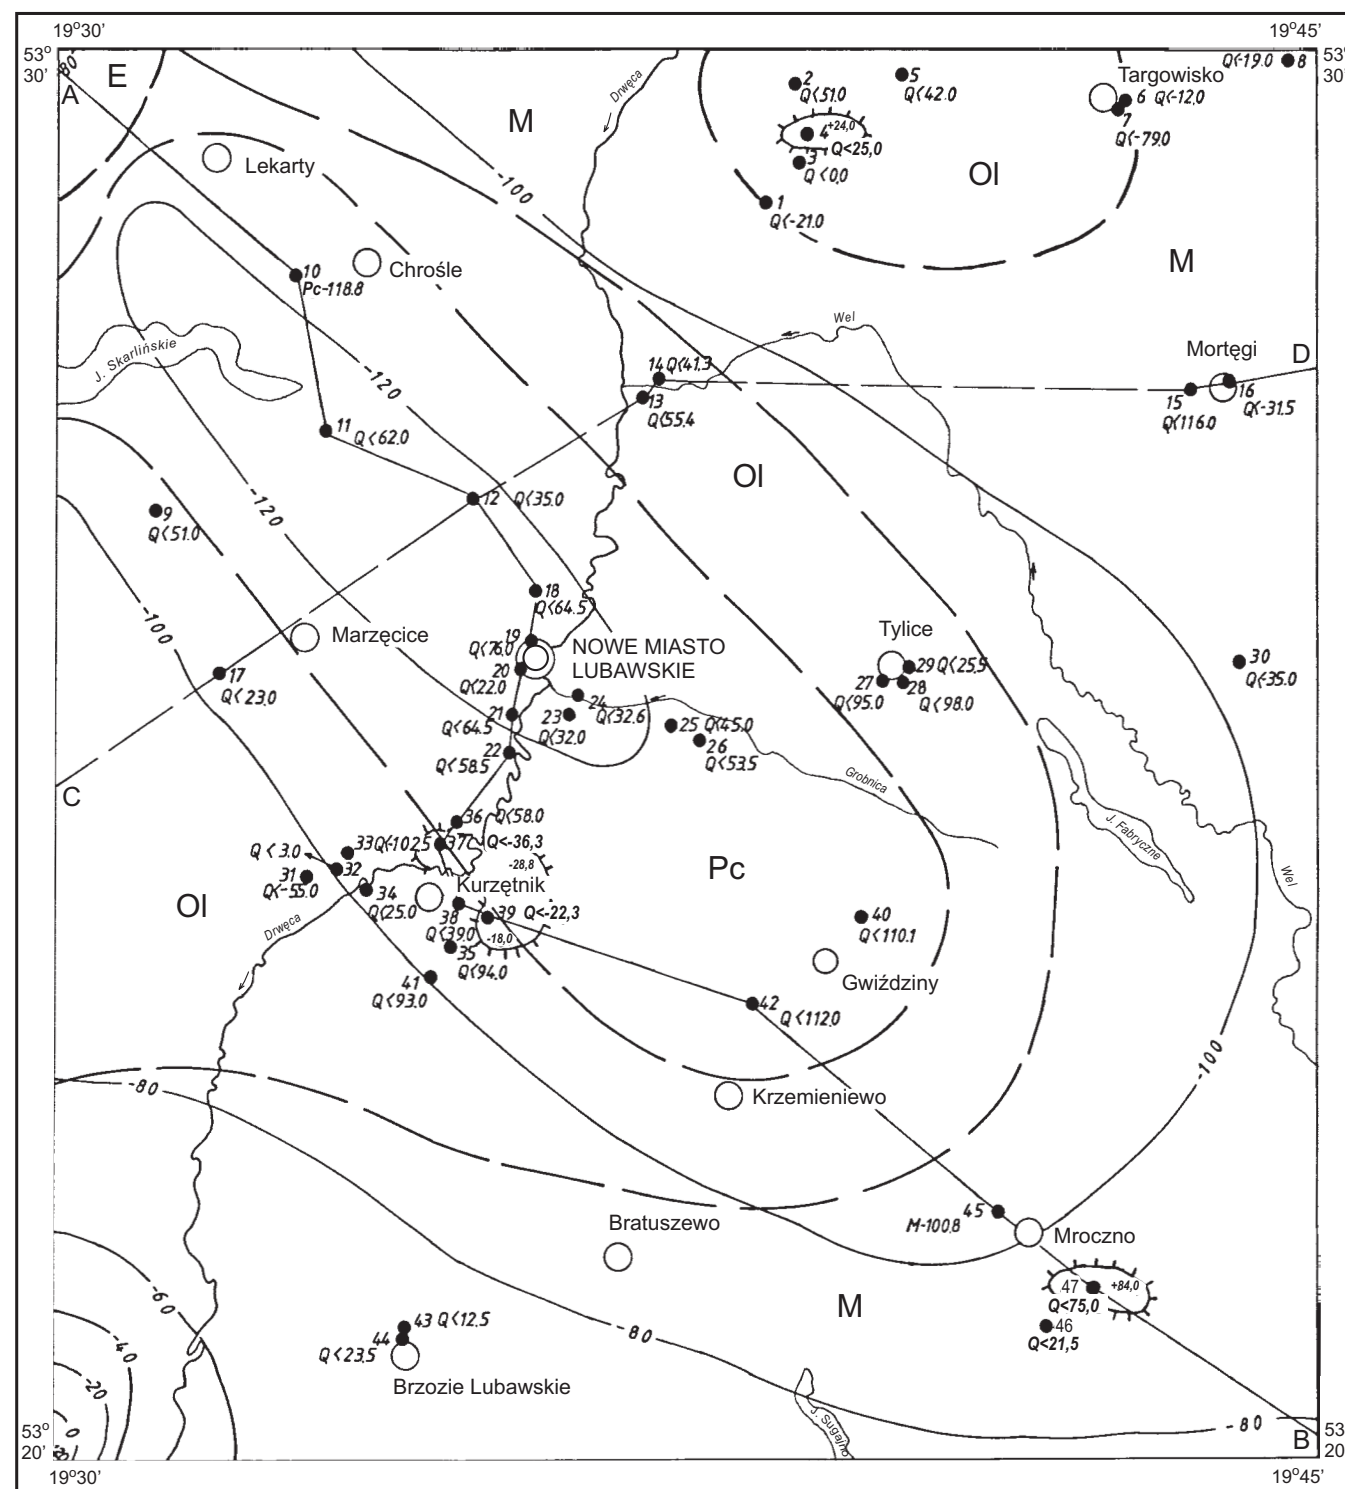 19°30'
19°45'
53°
30'
53°
30'
-80
A
E
M
Drwęca
2
Q<51.0
5
Q<42.0
Targowisko
Q<-19.0 8
6 Q<-12,0
7
Q<-79.0
4 +24,0
Q<25,0
3
Q<0,0
Ol
1
Q<-21.0
Lekarty
-100
Chrośle
10
Pc-118.8
M
Wel
J. Skarlińskie
Mortęgi
D
14 Q<41.3
13
Q<55.4
15
Q<116.0
16
Q<-31.5
-120
11 Q<62.0
Ol
12 Q<35.0
-120
9
Q<51.0
18
Q<64.5
-100
Marzęcice
19
Q<76.0
NOWE MIASTO
LUBAWSKIE
20
Q<22.0
Tylice
29 Q<25,5
27
Q<95.0
28
Q<98.0
30
Q<-35.0
17
Q<23.0
24
Q<32.6
21
Q<64.5
23
Q<32.0
25 Q<45.0
26
Q<53.5
22
Q<58.5
Grobnica
C
J. Fabryczne
36 Q<58.0
Q<3.0
33 Q<-102.5
37 Q<-36,3
-28,8
31
Q<-55.0
32
34
Q<25.0
Kurzętnik
Pc
Wel
Ol
38
Q<39.0
39 Q<-22,3
-18,0
40
Q<110.1
Drwęca
35
Q<94.0
41
Q<93.0
Gwiździny
42
Q<112.0
-100
-80
Krzemieniewo
45
M-100.8
Bratuszewo
Mroczno
-60
M
47 +84,0
Q<75,0
46
Q<21,5
43 Q<12.5
-80
44
Q<23.5
-40
Brzozie Lubawskie
-20
J. Sugajno
0
-80
B
53°
20'
53°
20'
19°30'
19°45'